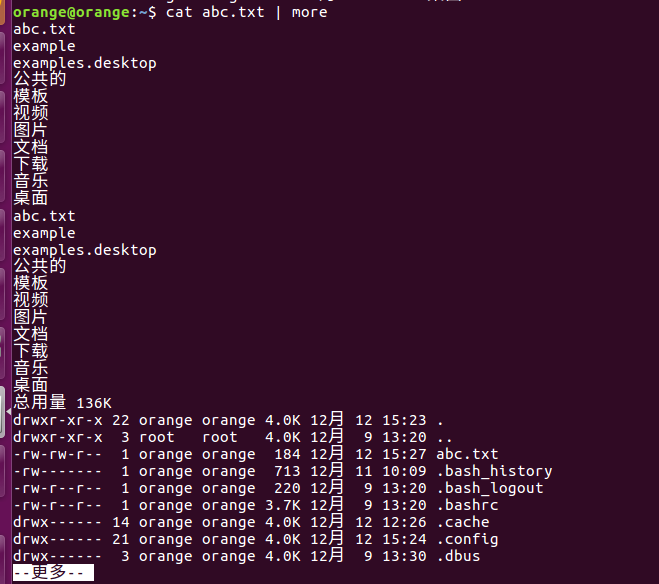 orange@orange:~$ cat abc.txt | more
abc.txt
example
examples.desktop
公共的
模板
视频
图片
文档
下载
音乐
桌面
abc.txt
example
examples.desktop
公共的
模板
视频
图片
文档
下载
音乐
桌面
总用量 136K
drwxr-xr-x 22 orange orange 4.0K 12月 12 15:23 .
drwxr-xr-x  3 root   root   4.0K 12月  9 13:20 ..
-rw-rw-r--  1 orange orange  184 12月 12 15:27 abc.txt
-rw-------  1 orange orange  713 12月 11 10:09 .bash_history
-rw-r--r--  1 orange orange  220 12月  9 13:20 .bash_logout
-rw-r--r--  1 orange orange 3.7K 12月  9 13:20 .bashrc
drwx------ 14 orange orange 4.0K 12月 12 12:26 .cache
drwx------ 21 orange orange 4.0K 12月 12 15:24 .config
drwx------  3 orange orange 4.0K 12月  9 13:30 .dbus
--更多--